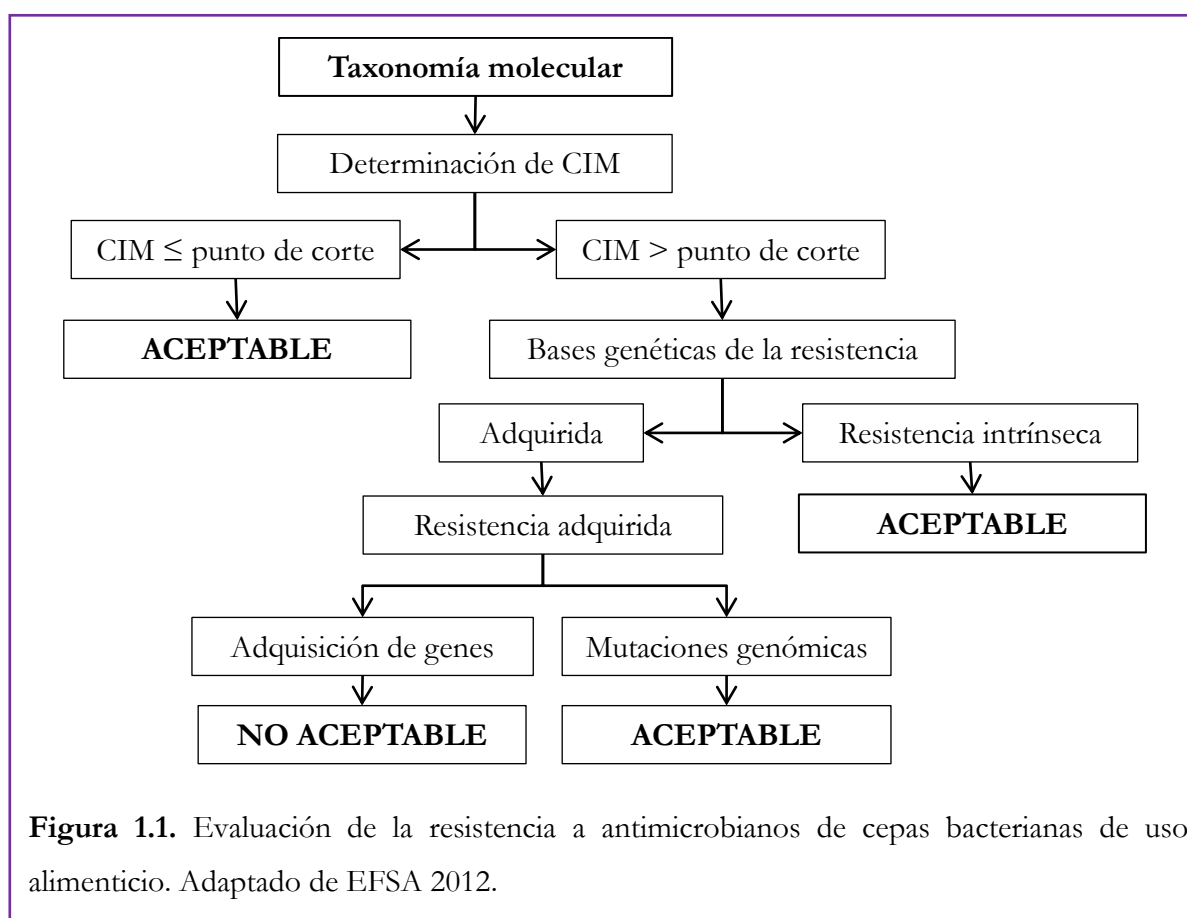 Taxonomía molecular
Determinación de CIM
CIM ≤ punto de corte
CIM > punto de corte
ACEPTABLE
Bases genéticas de la resistencia
Adquirida
Resistencia intrínseca
Resistencia adquirida
ACEPTABLE
Adquisición de genes
Mutaciones genómicas
NO ACEPTABLE
ACEPTABLE
Figura 1.1. Evaluación de la resistencia a antimicrobianos de cepas bacterianas de uso
alimenticio. Adaptado de EFSA 2012.